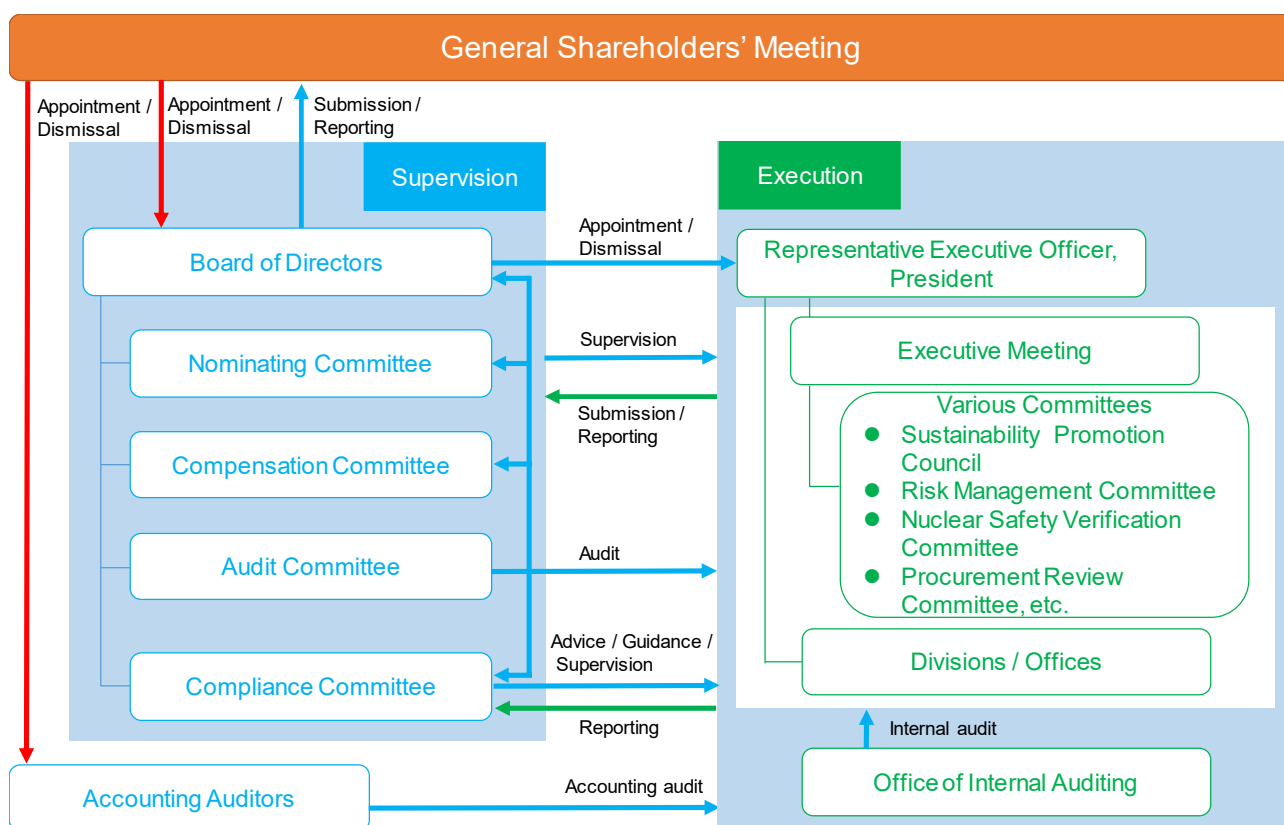 General Shareholders’ Meeting
Appointment /
Dismissal
Appointment /
Dismissal
Submission /
Reporting
Supervision
Execution
Board of Directors
Appointment /
Dismissal
Representative Executive Officer,
President
Nominating Committee
Supervision
Executive Meeting
Submission /
Reporting
Various Committees
● Sustainability Promotion
Council
● Risk Management Committee
● Nuclear Safety Verification
Committee
● Procurement Review
Committee, etc.
Compensation Committee
Audit Committee
Audit
Advice / Guidance /
Supervision
Divisions / Offices
Compliance Committee
Reporting
Internal audit
Accounting Auditors
Accounting audit
Office of Internal Auditing